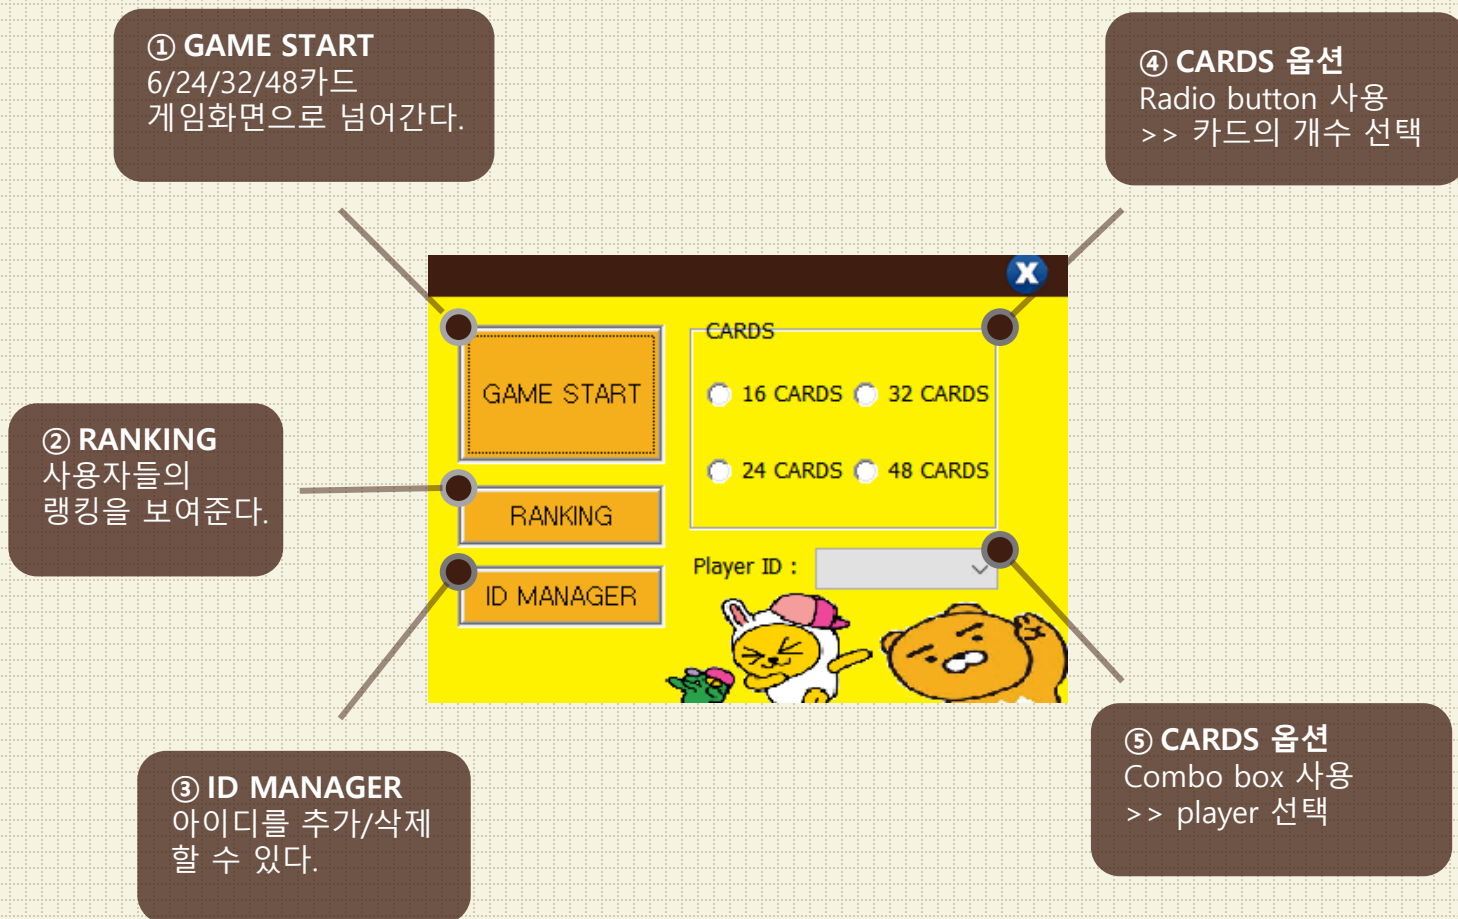 ① GAME START
6/24/32/48카드
게임화면으로 넘어간다.
④ CARDS 옵션
Radio button 사용
>> 카드의 개수 선택
X
GAME START
CARDS
16 CARDS
32 CARDS
24 CARDS
48 CARDS
② RANKING
사용자들의
랭킹을 보여준다.
RANKING
Player ID :
ID MANAGER
③ ID MANAGER
아이디를 추가/삭제
할 수 있다.
⑤ CARDS 옵션
Combo box 사용
>> player 선택